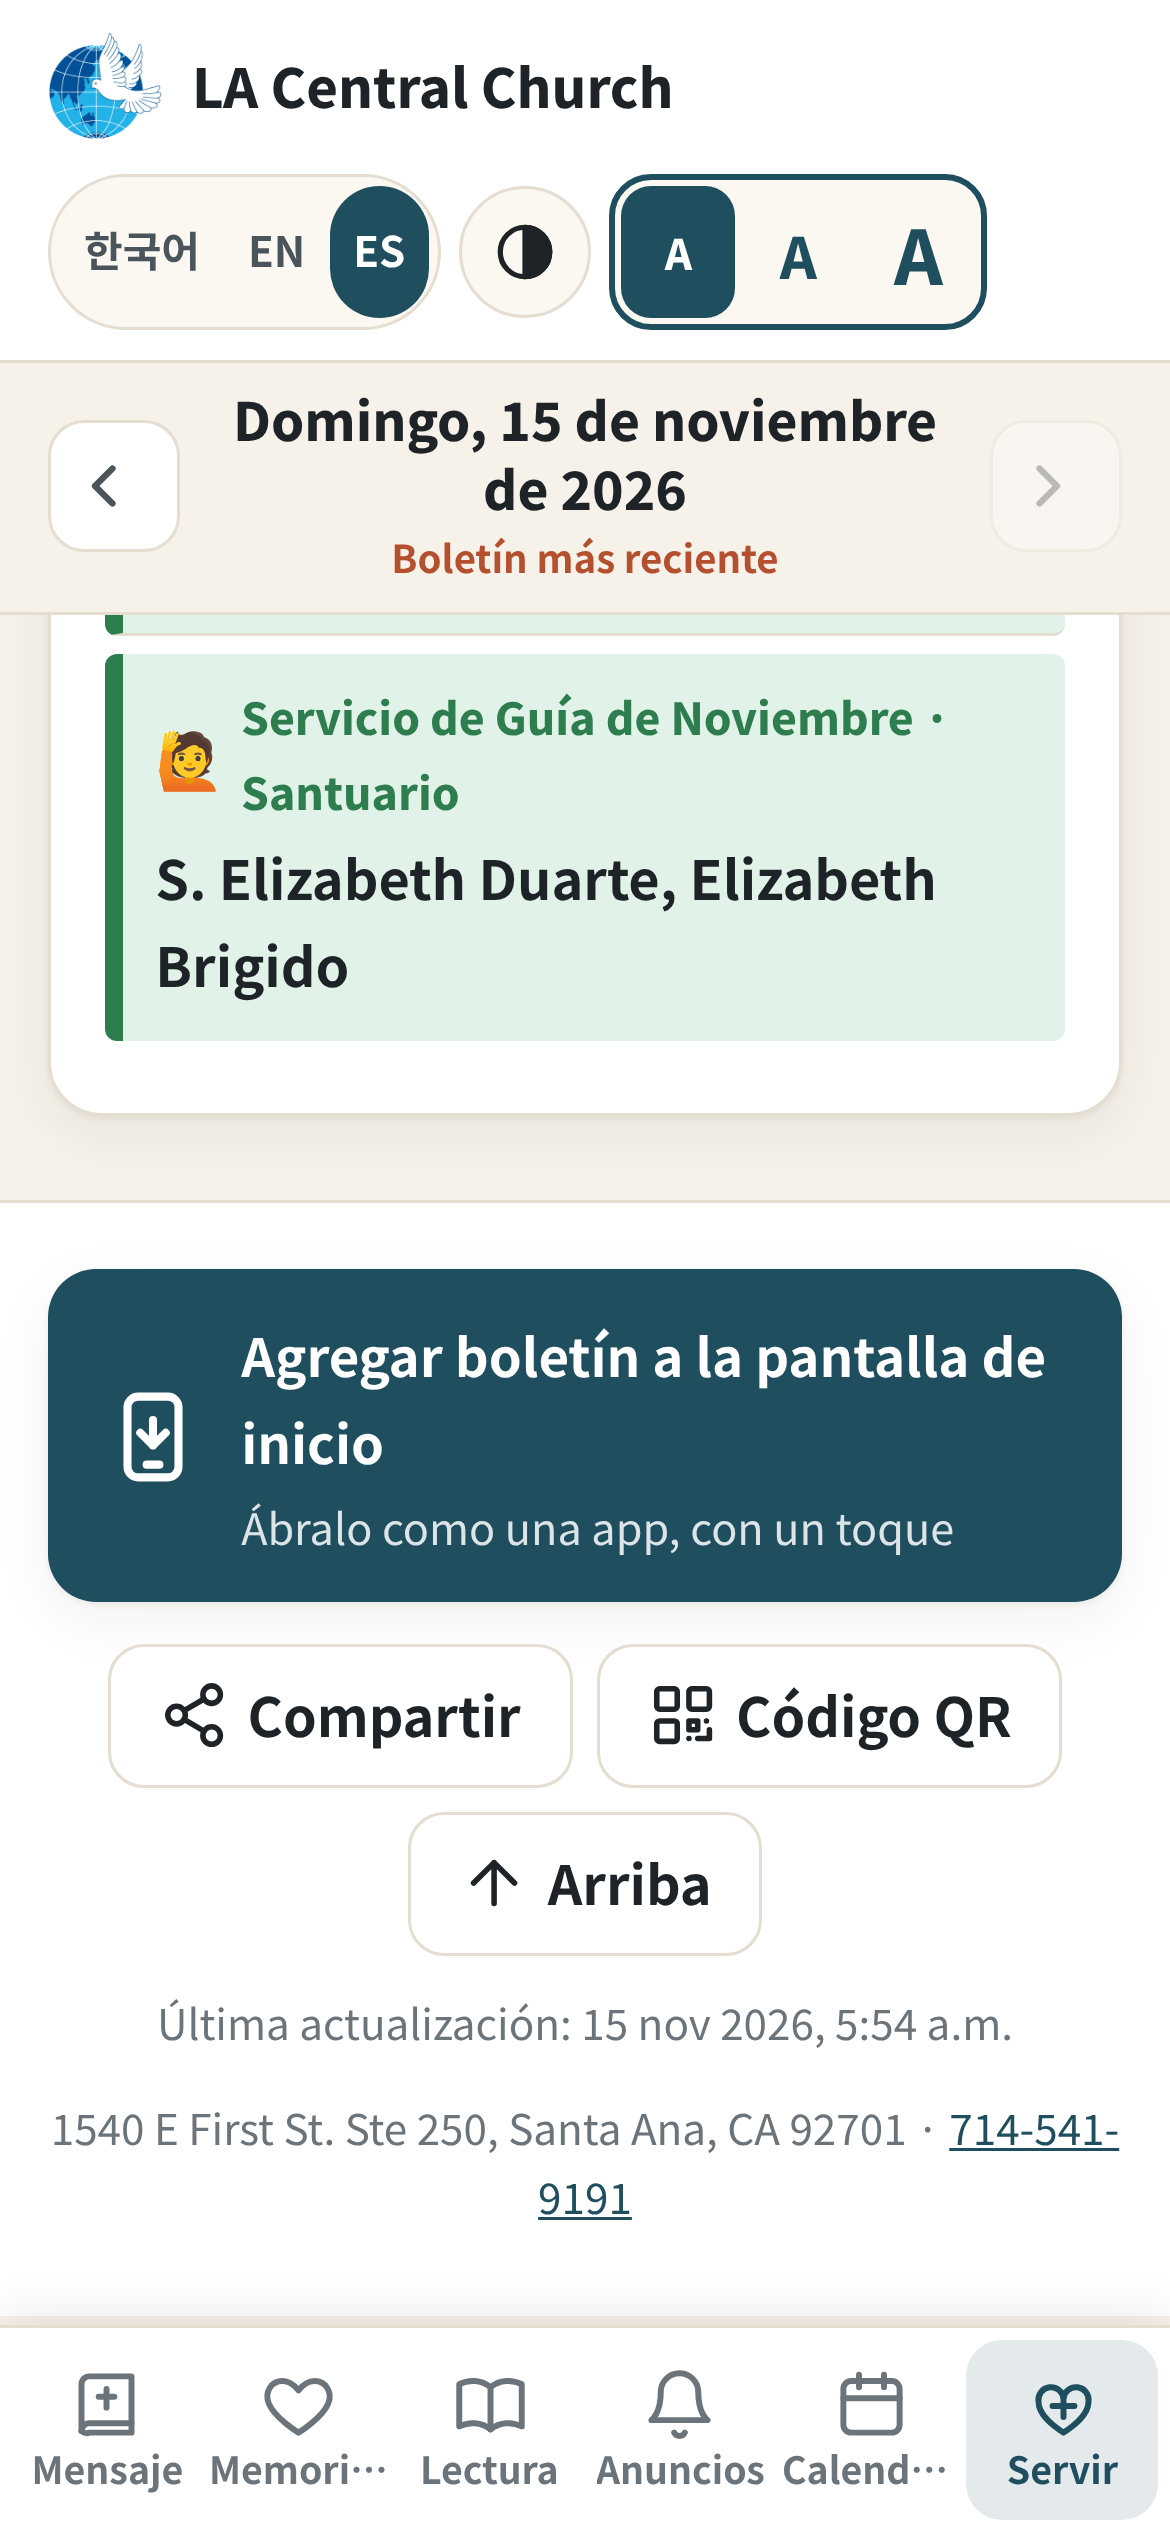 LA Central Church
한국어 EN ES A A A
Domingo, 15 de noviembre
de 2026
Boletín más reciente
Servicio de Guía de Noviembre ·
Santuario
S. Elizabeth Duarte, Elizabeth
Brigido
Agregar boletín a la pantalla de
inicio
Ábralo como una app, con un toque
Compartir Código QR
Arriba
Última actualización: 15 nov 2026, 5:54 a.m.
1540 E First St. Ste 250, Santa Ana, CA 92701 · 714-541-
9191
Mensaje Memori··· Lectura Anuncios Calend··· Servir